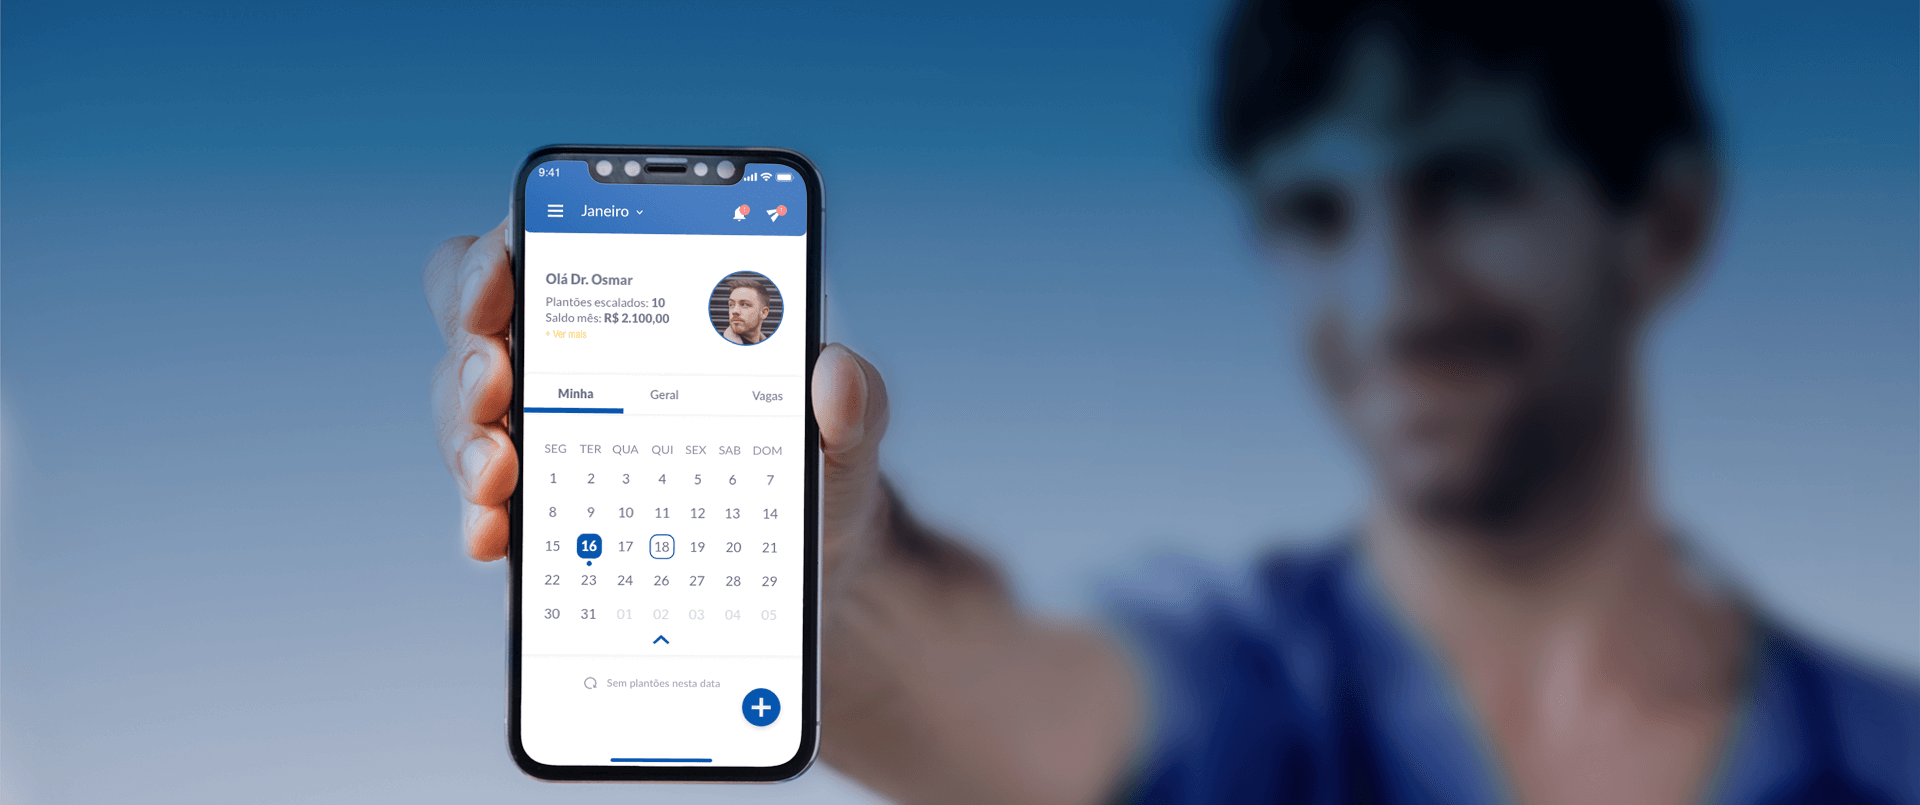 9:41
Janeiro
Olá Dr. Osmar
Plantões escalados: 10
Saldo mês: R$ 2.100,00
+ Ver mais
Minha Geral Vagas
SEG TER QUA QUI SEX SAB DOM
1 2 3 4 5 6 7
8 9 10 11 12 13 14
15 16 17 18 19 20 21
22 23 24 26 27 28 29
30 31 01 02 03 04 05
Sem plantões nesta data